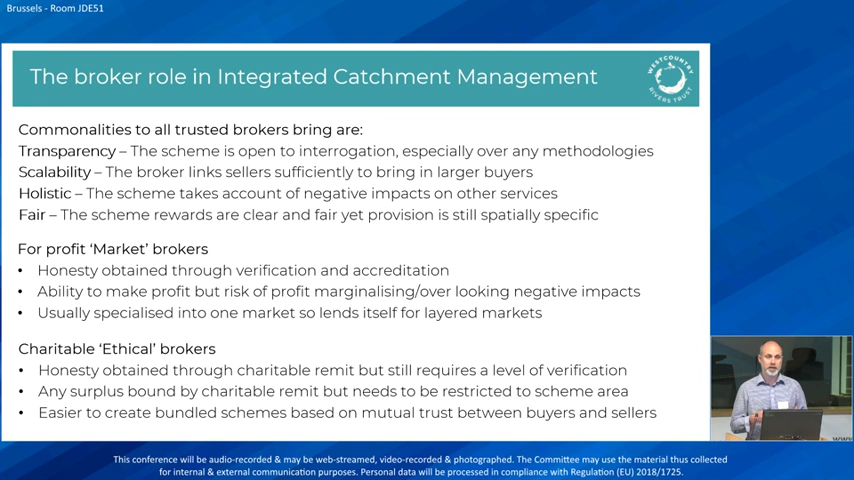 Brussels - Room JDE51
The broker role in Integrated Catchment Management
WESTCOUNTRY
RIVERS TRUST
Commonalities to all trusted brokers bring are:
Transparency – The scheme is open to interrogation, especially over any methodologies
Scalability – The broker links sellers sufficiently to bring in larger buyers
Holistic – The scheme takes account of negative impacts on other services
Fair – The scheme rewards are clear and fair yet provision is still spatially specific
For profit ‘Market’ brokers
• Honesty obtained through verification and accreditation
• Ability to make profit but risk of profit marginalising/over looking negative impacts
• Usually specialised into one market so lends itself for layered markets
Charitable ‘Ethical’ brokers
• Honesty obtained through charitable remit but still requires a level of verification
• Any surplus bound by charitable remit but needs to be restricted to scheme area
• Easier to create bundled schemes based on mutual trust between buyers and sellers
This conference will be audio-recorded & may be web-streamed, video-recorded & photographed. The Committee may use the material thus collected
for internal & external communication purposes. Personal data will be processed in compliance with Regulation (EU) 2018/1725.